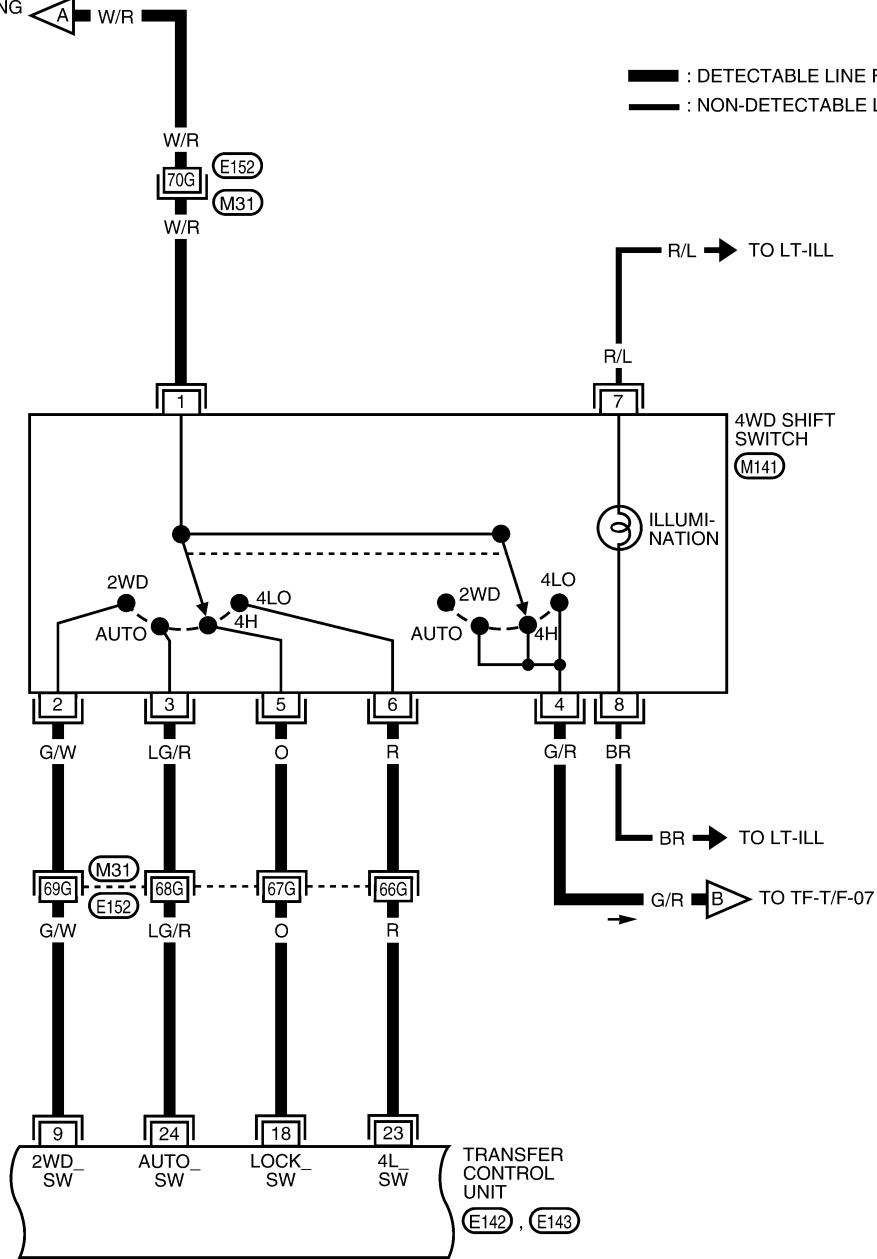 NG
A W/R
: DETECTABLE LINE F
: NON-DETECTABLE L
W/R
70G E152
M31
W/R
R/L TO LT-ILL
R/L
1 7
4WD SHIFT
SWITCH
M141
ILLUMI-
NATION
2WD 4LO 2WD 4LO
AUTO 4H AUTO 4H
2 3 5 6 4 8
G/W LG/R O R G/R BR
BR TO LT-ILL
M31
69G 68G 67G 66G
E152
G/R B TO TF-T/F-07
G/W LG/R O R
9 24 18 23
2WD_ AUTO_ LOCK_ 4L_
SW SW SW SW
TRANSFER
CONTROL
UNIT
E142 , E143